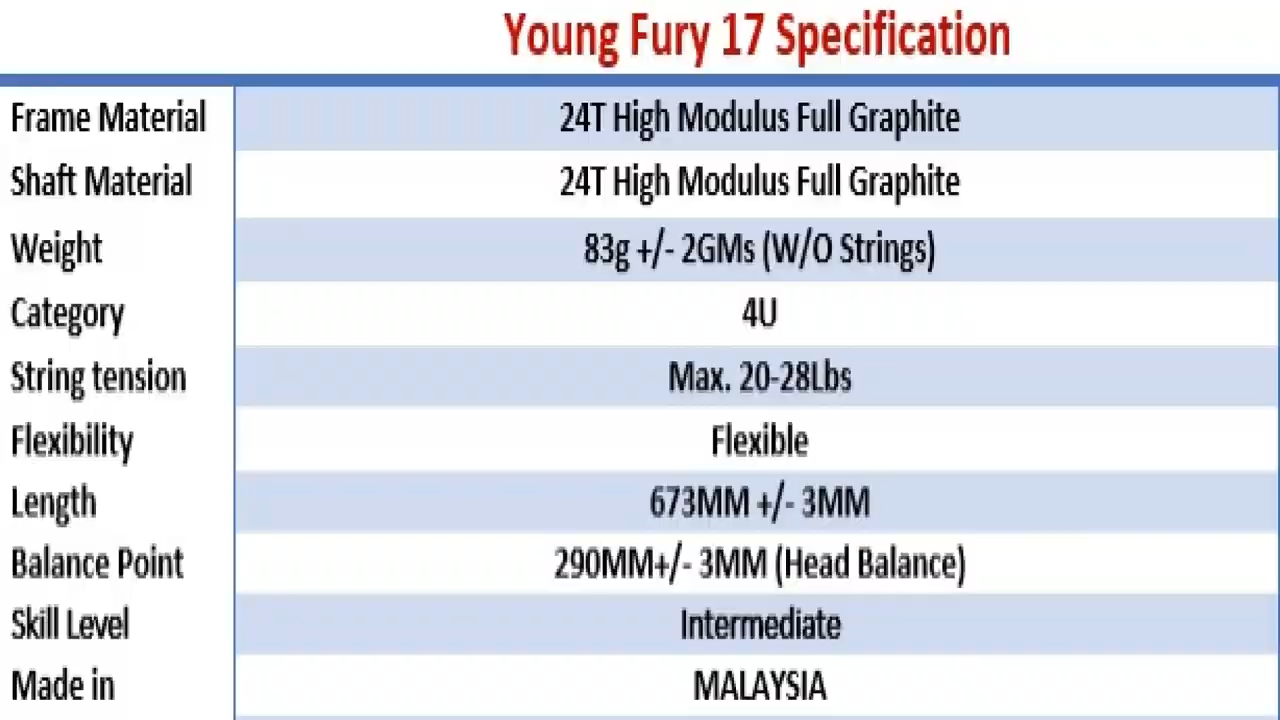 Young Fury 17 Specification
Frame Material 24T High Modulus Full Graphite
Shaft Material 24T High Modulus Full Graphite
Weight 83g +/- 2GMs (W/O Strings)
Category 4U
String tension Max. 20-28Lbs
Flexibility Flexible
Length 673MM +/- 3MM
Balance Point 290MM+/- 3MM (Head Balance)
Skill Level Intermediate
Made in MALAYSIA